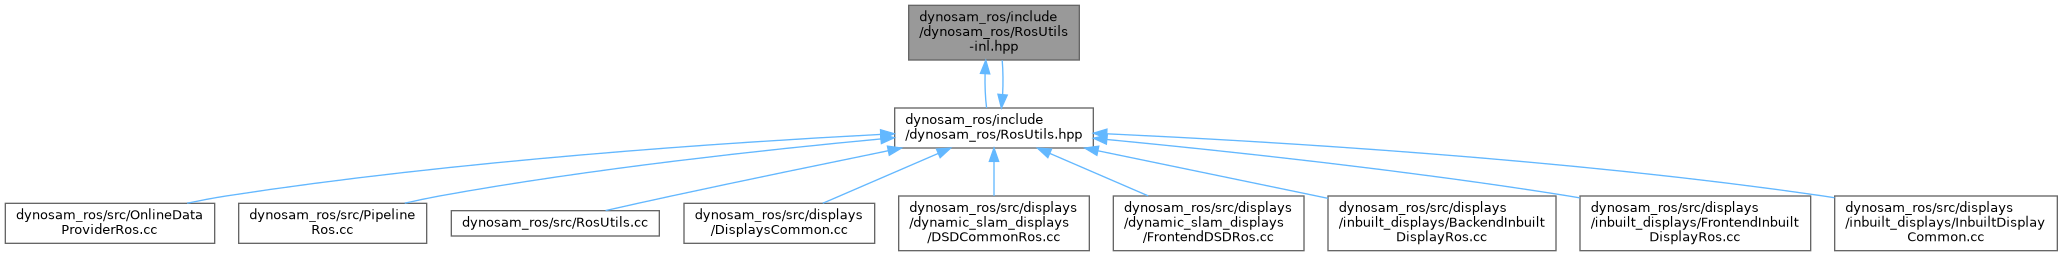 dynosam_ros/include
/dynosam_ros/RosUtils
-inl.hpp
dynosam_ros/include
/dynosam_ros/RosUtils.hpp
dynosam_ros/src/OnlineData
ProviderRos.cc
dynosam_ros/src/Pipeline
Ros.cc
dynosam_ros/src/RosUtils.cc
dynosam_ros/src/displays
/DisplaysCommon.cc
dynosam_ros/src/displays
/dynamic_slam_displays
/DSDCommonRos.cc
dynosam_ros/src/displays
/dynamic_slam_displays
/FrontendDSDRos.cc
dynosam_ros/src/displays
/inbuilt_displays/BackendInbuilt
DisplayRos.cc
dynosam_ros/src/displays
/inbuilt_displays/FrontendInbuilt
DisplayRos.cc
dynosam_ros/src/displays
/inbuilt_displays/InbuiltDisplay
Common.cc